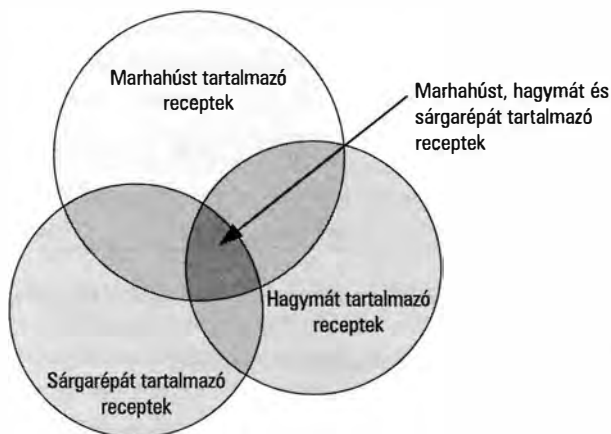 Marhahúst tartalmazó
receptek
Marhahúst, hagymát és
sárgarépát tartalmazó
receptek
Hagymát tartalmazó
receptek
Sárgarépát tartalmazó
receptek